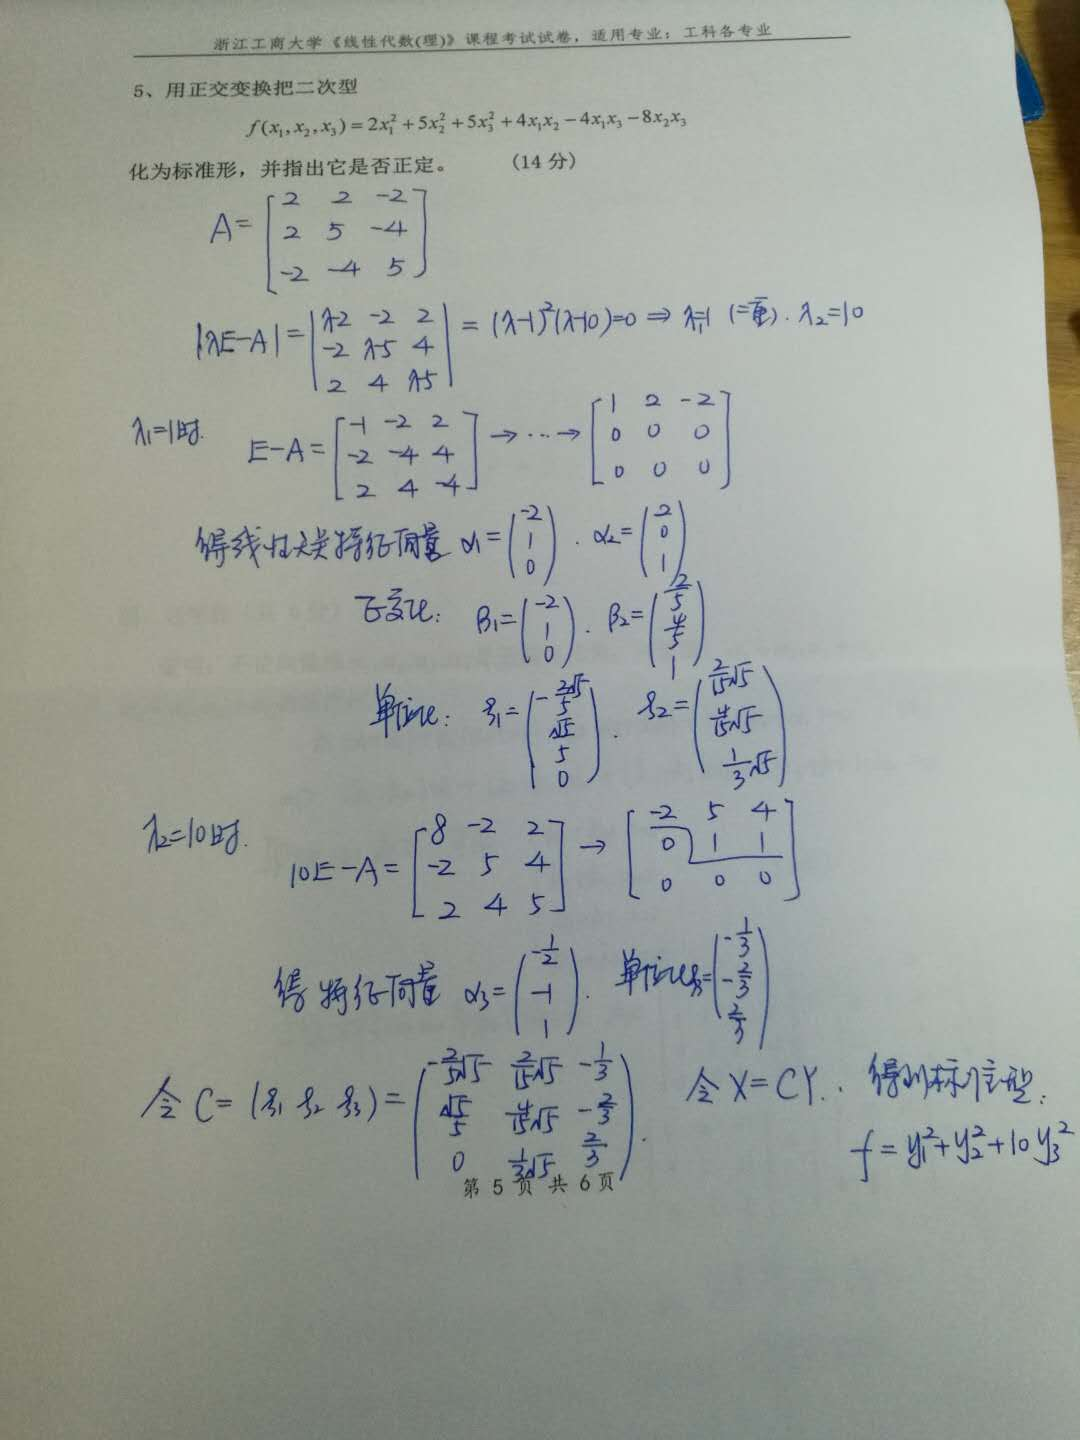 浙江工商大学《线性代数(理)》课程考试试卷，适用专业：工科各专业
5、用正交变换把二次型
f(x₁,x₂,x₃)=2x₁²+5x₂²+5x₃²+4x₁x₂-4x₁x₃-8x₂x₃
化为标准形，并指出它是否正定。 (14 分)
A= [2 2 -2
2 5 -4
-2 -4 5]
|λE-A|= |λ-2 -2 2
-2 λ-5 4
2 4 λ-5| = (λ-1)²(λ-10)=0 ⇒ λ₁=1 (二重). λ₂=10
λ₁=1时. E-A= [-1 -2 2
-2 -4 4
2 4 -4] →…→ [1 2 -2
0 0 0
0 0 0]
得线性无关特征向量 α₁= (-2
1
0) . α₂= (2
0
1)
正交化: β₁= (-2
1
0) . β₂= (2/5
4/5
1)
单位化: ξ₁= (-2√5/5
√5/5
0) . ξ₂= (2/15√5
4/15√5
1/3√5)
λ₂=10时. 10E-A= [8 -2 2
-2 5 4
2 4 5] → [-2 5 4
0 1 1
0 0 0]
得特征向量 α₃= (-1/2
-1
1) . 单位化ξ₃= (-1/3
-2/3
2/3)
令 C= (ξ₁ ξ₂ ξ₃)= (-2/5√5 2/15√5 -1/3
√5/5 4/15√5 -2/3
0 1/3√5 2/3) . 令 X=CY. 得到标准型:
f=y₁²+y₂²+10y₃²
第 5 页 共 6 页